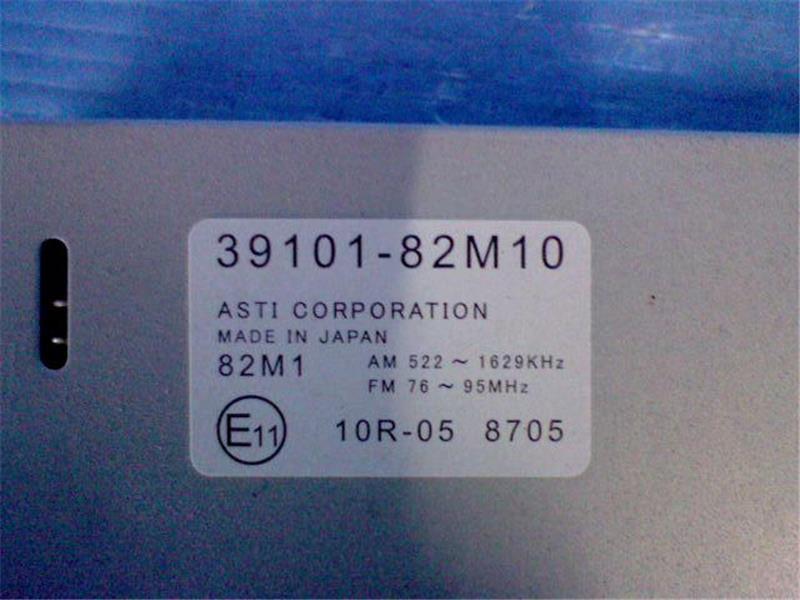 39101-82M10
ASTI CORPORATION
MADE IN JAPAN
82M1 AM 522 ~ 1629KHz
FM 76 ~ 95MHz
E11 10R-05 8705